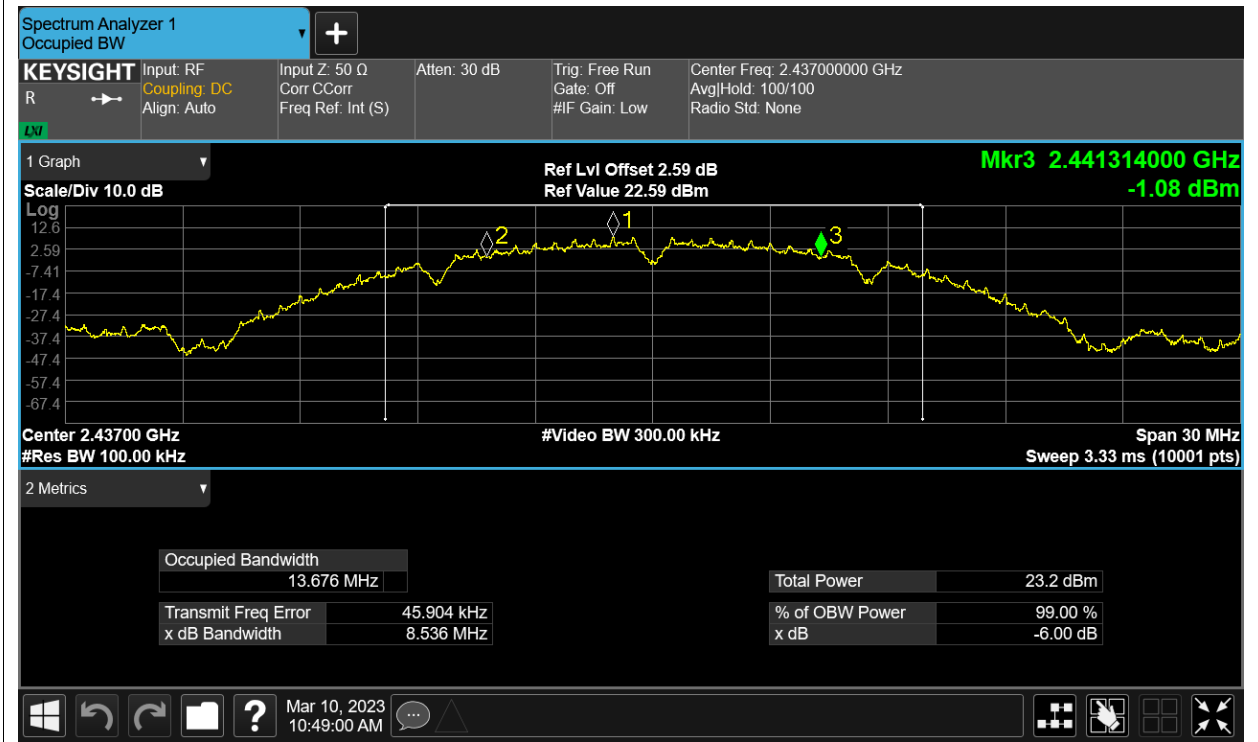 Spectrum Analyzer 1
Occupied BW
KEYSIGHT
R
LXI
Input: RF
Coupling: DC
Align: Auto
Input Z: 50 Ω
Corr CCorr
Freq Ref: Int (S)
Atten: 30 dB
Trig: Free Run
Gate: Off
#IF Gain: Low
Center Freq: 2.437000000 GHz
Avg|Hold: 100/100
Radio Std: None
1 Graph
Scale/Div 10.0 dB
Ref Lvl Offset 2.59 dB
Ref Value 22.59 dBm
Mkr3 2.441314000 GHz
-1.08 dBm
Log
12.6
2.59
-7.41
-17.4
-27.4
-37.4
-47.4
-57.4
-67.4
2
1
3
Center 2.43700 GHz
#Res BW 100.00 kHz
#Video BW 300.00 kHz
Span 30 MHz
Sweep 3.33 ms (10001 pts)
2 Metrics
Occupied Bandwidth
13.676 MHz
Transmit Freq Error 45.904 kHz
x dB Bandwidth 8.536 MHz
Total Power 23.2 dBm
% of OBW Power 99.00 %
x dB -6.00 dB
?
Mar 10, 2023
10:49:00 AM